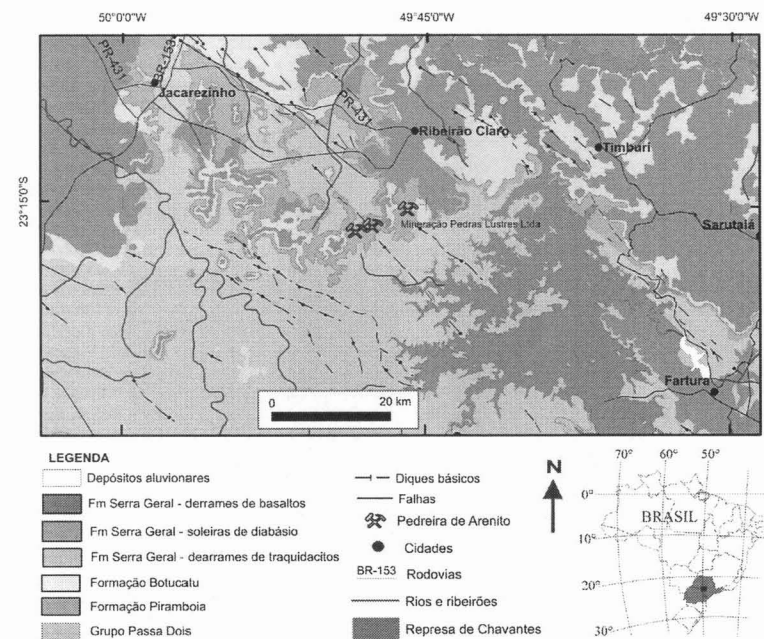 50°0'0"W 49°45'0"W 49°30'0"W
PR-431
BR-153
Jacarezinho
PR-431
Ribeirão Claro
Timburí
23°15'0"S
Mineração Pedras Lustres Ltda
Sarutaiá
Fartura
0 20 km
LEGENDA
Depósitos aluvionares
Fm Serra Geral - derrames de basaltos
Fm Serra Geral - soleiras de diabásio
Fm Serra Geral - dearrames de traquidacitos
Formação Botucatu
Formação Piramboia
Grupo Passa Dois
Diques básicos
Falhas
Pedreira de Arenito
Cidades
BR-153 Rodovias
Rios e ribeirões
Represa de Chavantes
N
70° 60° 50°
0°
BRASIL
10°
20°
30°